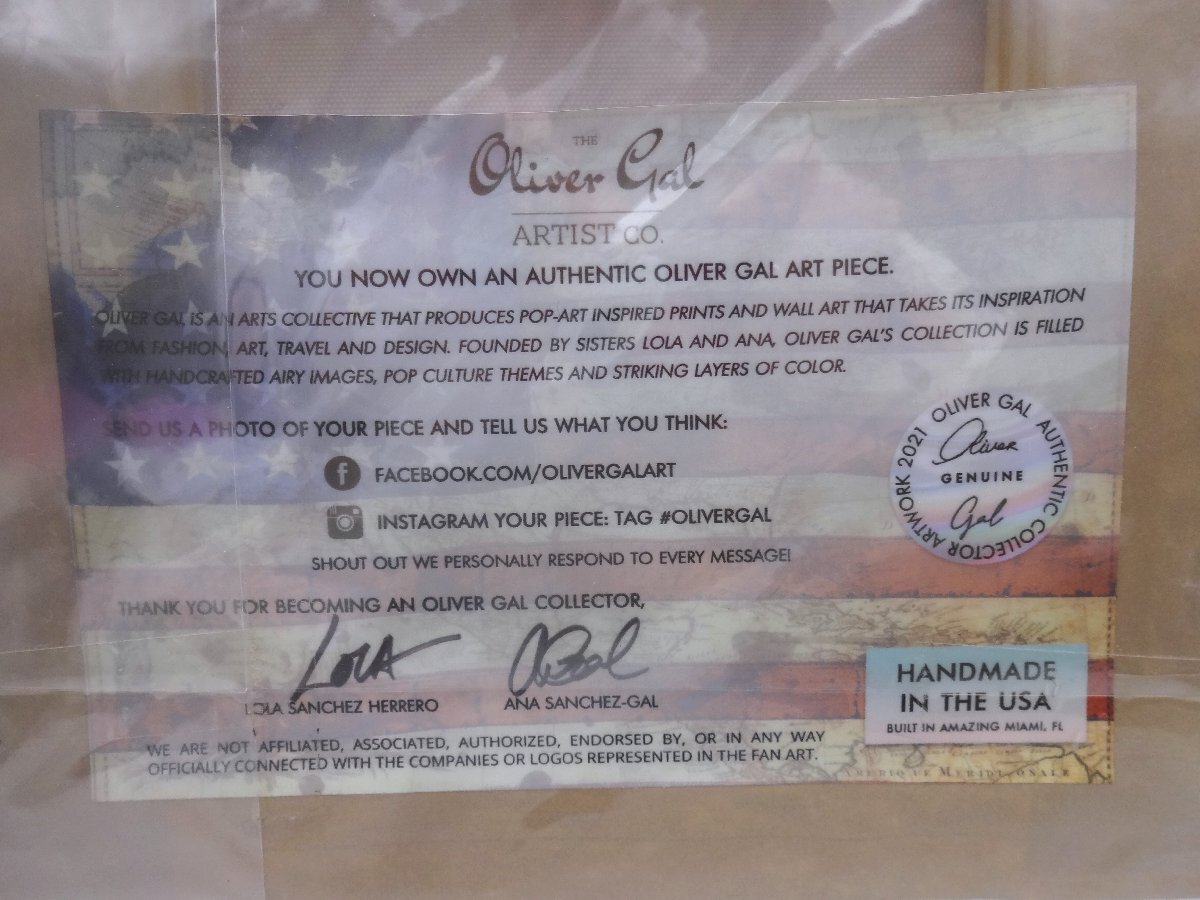 THE
Oliver Gal
ARTIST CO.
YOU NOW OWN AN AUTHENTIC OLIVER GAL ART PIECE.
OLIVER GAL IS AN ARTS COLLECTIVE THAT PRODUCES POP-ART INSPIRED PRINTS AND WALL ART THAT TAKES ITS INSPIRATION
FROM FASHION, ART, TRAVEL AND DESIGN. FOUNDED BY SISTERS LOLA AND ANA, OLIVER GAL'S COLLECTION IS FILLED
WITH HANDCRAFTED AIRY IMAGES, POP CULTURE THEMES AND STRIKING LAYERS OF COLOR.
SEND US A PHOTO OF YOUR PIECE AND TELL US WHAT YOU THINK:
FACEBOOK.COM/OLIVERGALART
INSTAGRAM YOUR PIECE: TAG #OLIVERGAL
SHOUT OUT WE PERSONALLY RESPOND TO EVERY MESSAGE!
OLIVER GAL AUTHENTIC COLLECTOR ARTWORK 2021
Oliver
GENUINE
Gal
THANK YOU FOR BECOMING AN OLIVER GAL COLLECTOR,
LOLA
LOLA SANCHEZ HERRERO
ANA SANCHEZ-GAL
HANDMADE
IN THE USA
BUILT IN AMAZING MIAMI, FL
WE ARE NOT AFFILIATED, ASSOCIATED, AUTHORIZED, ENDORSED BY, OR IN ANY WAY
OFFICIALLY CONNECTED WITH THE COMPANIES OR LOGOS REPRESENTED IN THE FAN ART.
AMERIQUE MERIDIONALE